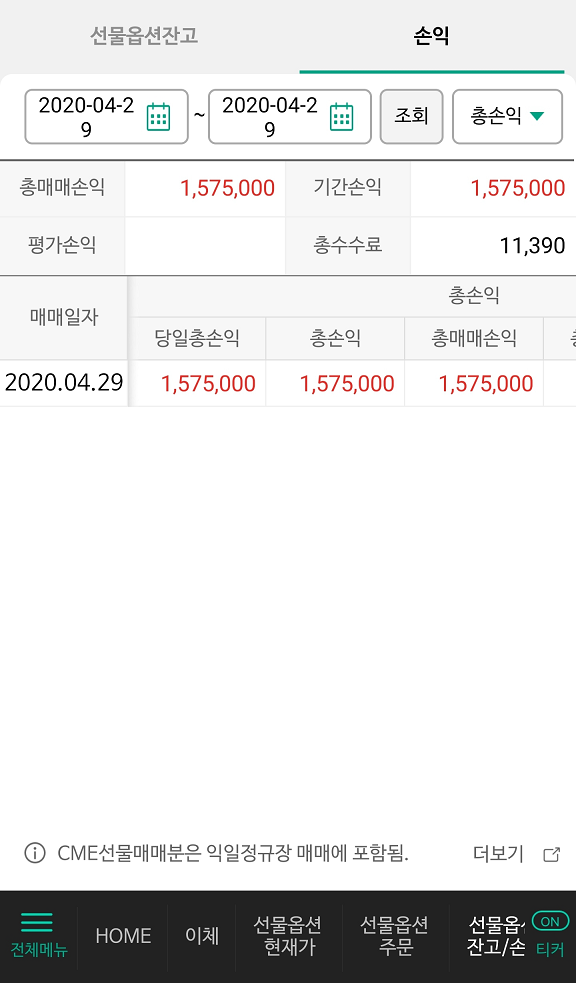 선물옵션잔고 손익
2020-04-2 ~ 2020-04-2 조회 총손익
9 9
총매매손익 1,575,000 기간손익 1,575,000
평가손익 총수수료 11,390
매매일자 총손익
당일총손익 총손익 총매매손익
2020.04.29 1,575,000 1,575,000 1,575,000
CME선물매매분은 익일정규장 매매에 포함됨. 더보기
전체메뉴 HOME 이체 선물옵션 선물옵션 선물옵 ON
현재가 주문 잔고/손 티커